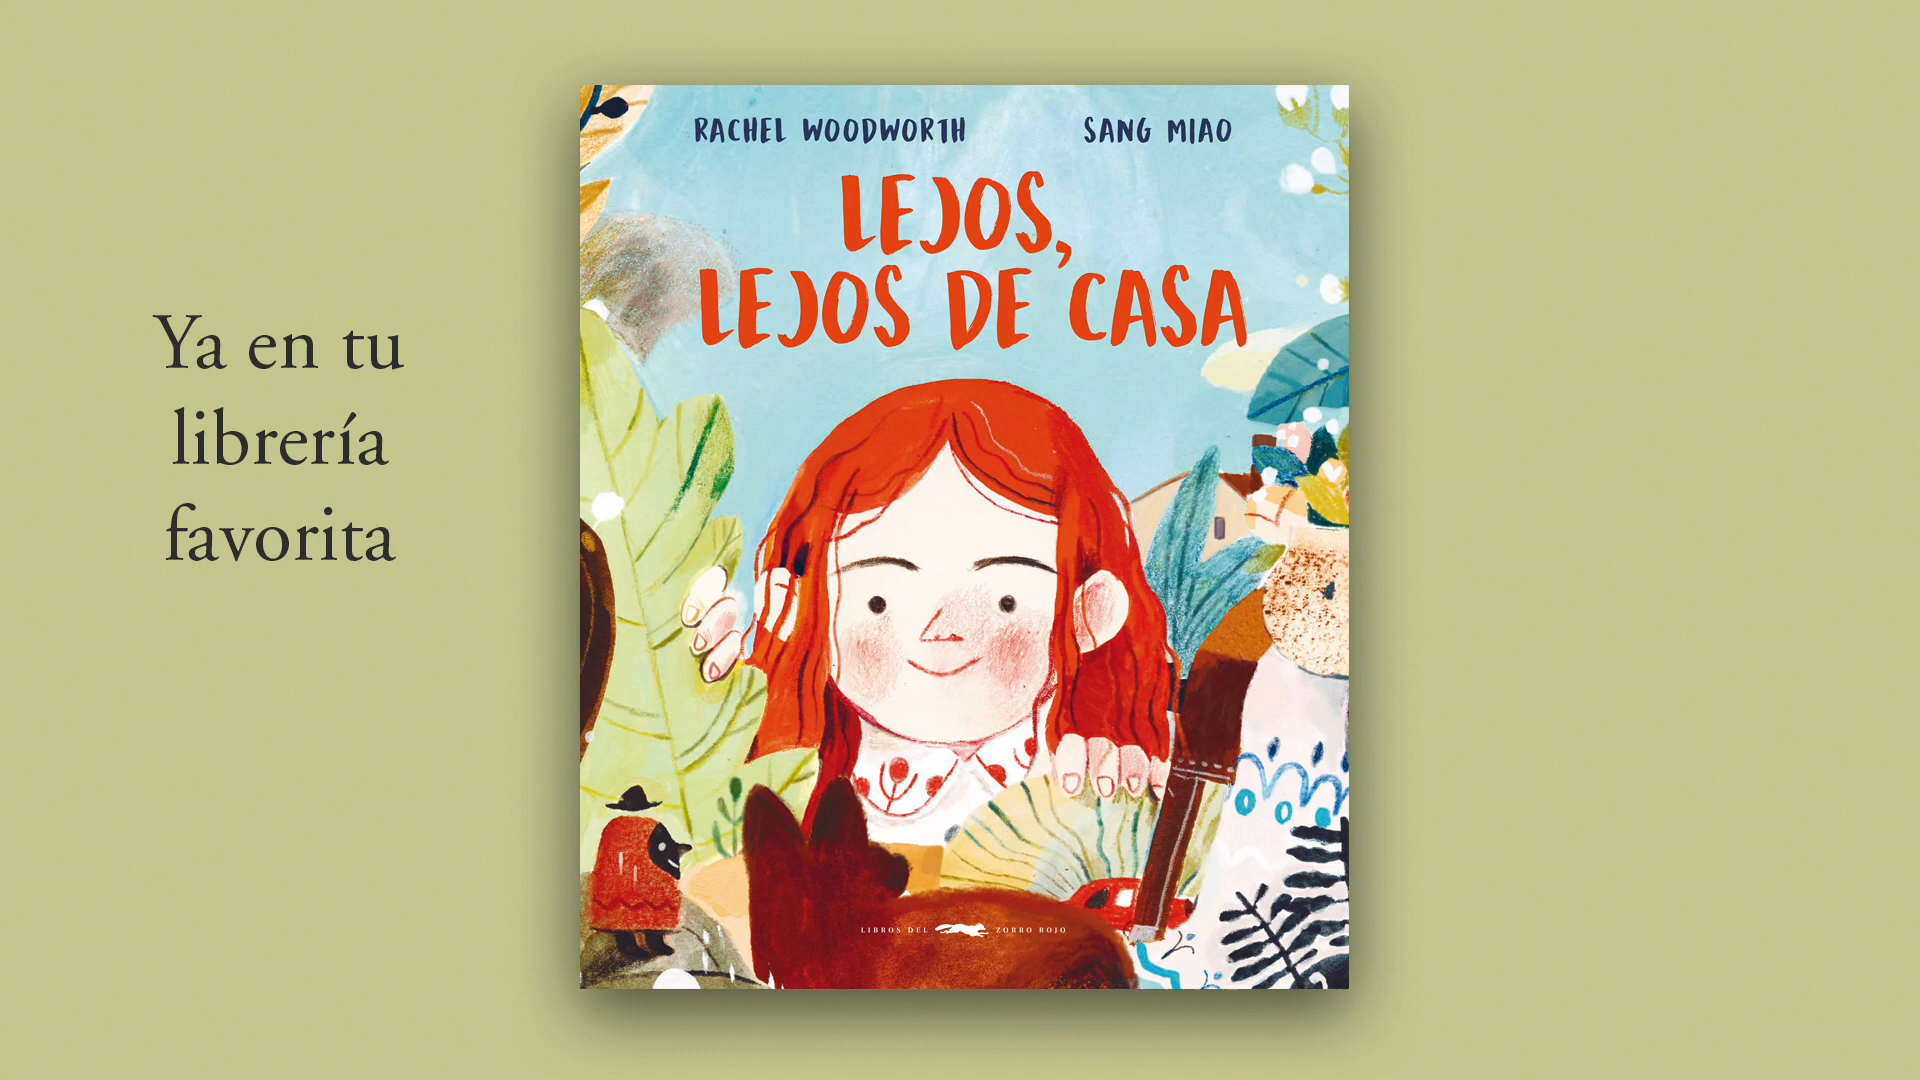 Ya en tu
librería
favorita
RACHEL WOODWORTH SANG MIAO
LEJOS,
LEJOS DE CASA
LIBROS DEL ZORRO ROJO